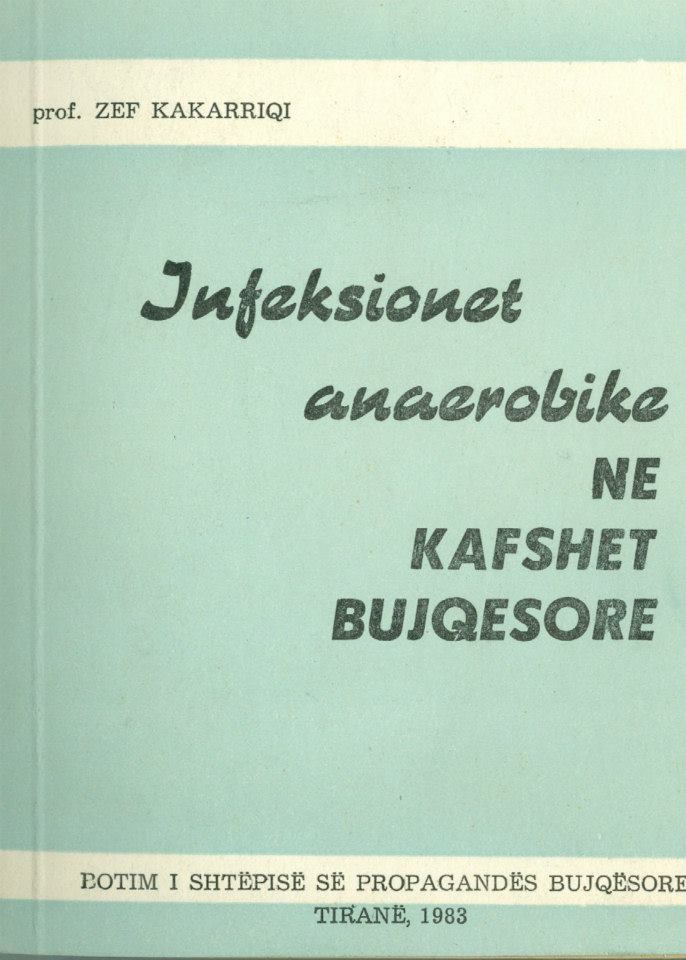 prof. ZEF KAKARRIQI
Infeksionet
anaerobike
NE
KAFSHET
BUJQESORE
BOTIM I SHTËPISË SË PROPAGANDËS BUJQËSORE
TIRANË, 1983